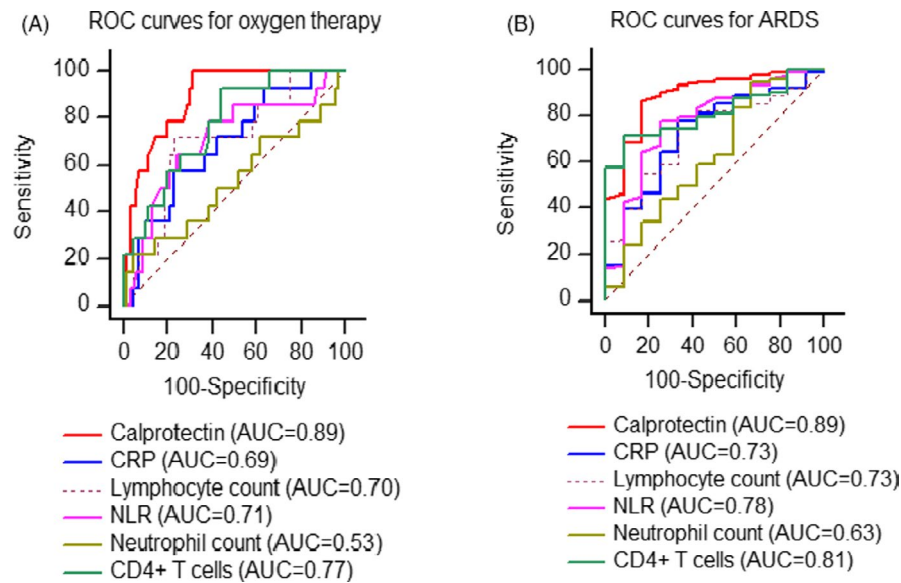 (A) ROC curves for oxygen therapy
100
80
60
40
20
0
Sensitivity
0 20 40 60 80 100
100-Specificity
Calprotectin (AUC=0.89)
CRP (AUC=0.69)
Lymphocyte count (AUC=0.70)
NLR (AUC=0.71)
Neutrophil count (AUC=0.53)
CD4+ T cells (AUC=0.77)
(B) ROC curves for ARDS
100
80
60
40
20
0
Sensitivity
0 20 40 60 80 100
100-Specificity
Calprotectin (AUC=0.89)
CRP (AUC=0.73)
Lymphocyte count (AUC=0.73)
NLR (AUC=0.78)
Neutrophil count (AUC=0.63)
CD4+ T cells (AUC=0.81)